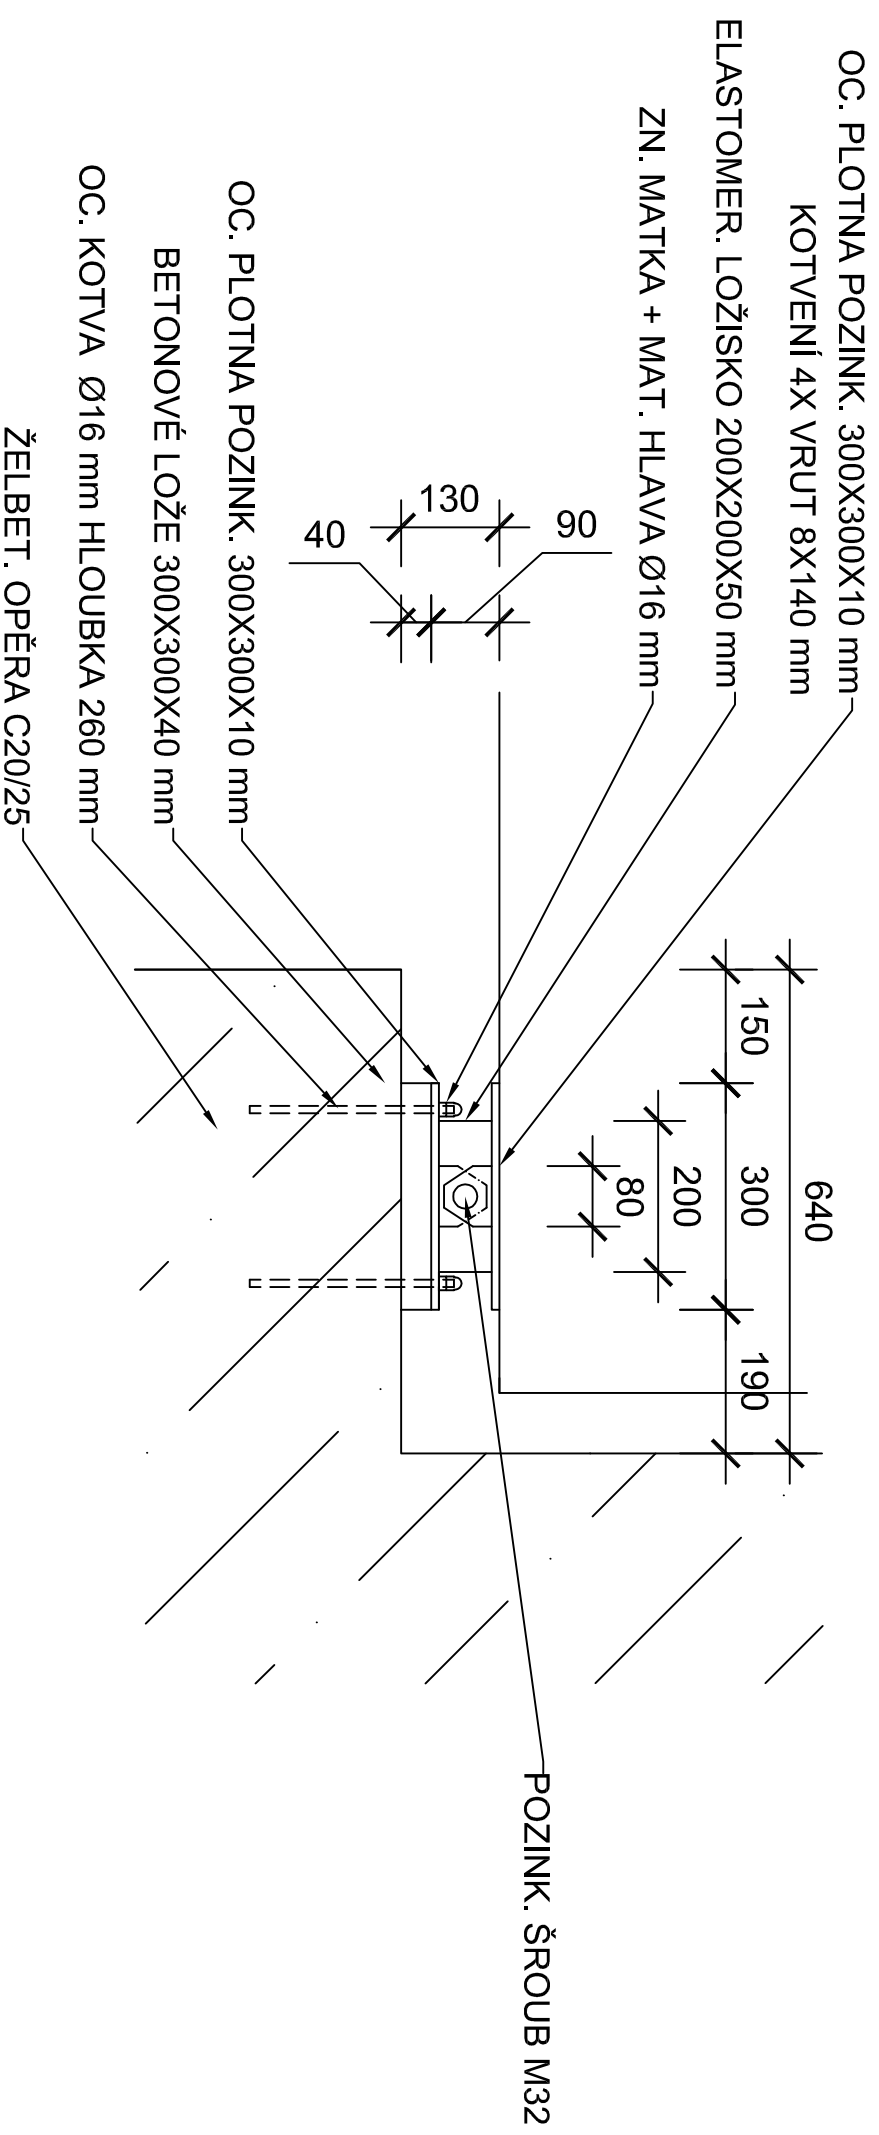 OC. PLOTNA POZINK. 300X300X10 mm
KOTVENÍ 4X VRUT 8X140 mm
ELASTOMER. LOŽISKO 200X200X50 mm
ZN. MATKA + MAT. HLAVA Ø16 mm
640
150
300
190
200
80
130
90
40
POZINK. ŠROUB M32
OC. PLOTNA POZINK. 300X300X10 mm
BETONOVÉ LOŽE 300X300X40 mm
OC. KOTVA Ø16 mm HLOUBKA 260 mm
ŽELBET. OPĚRA C20/25